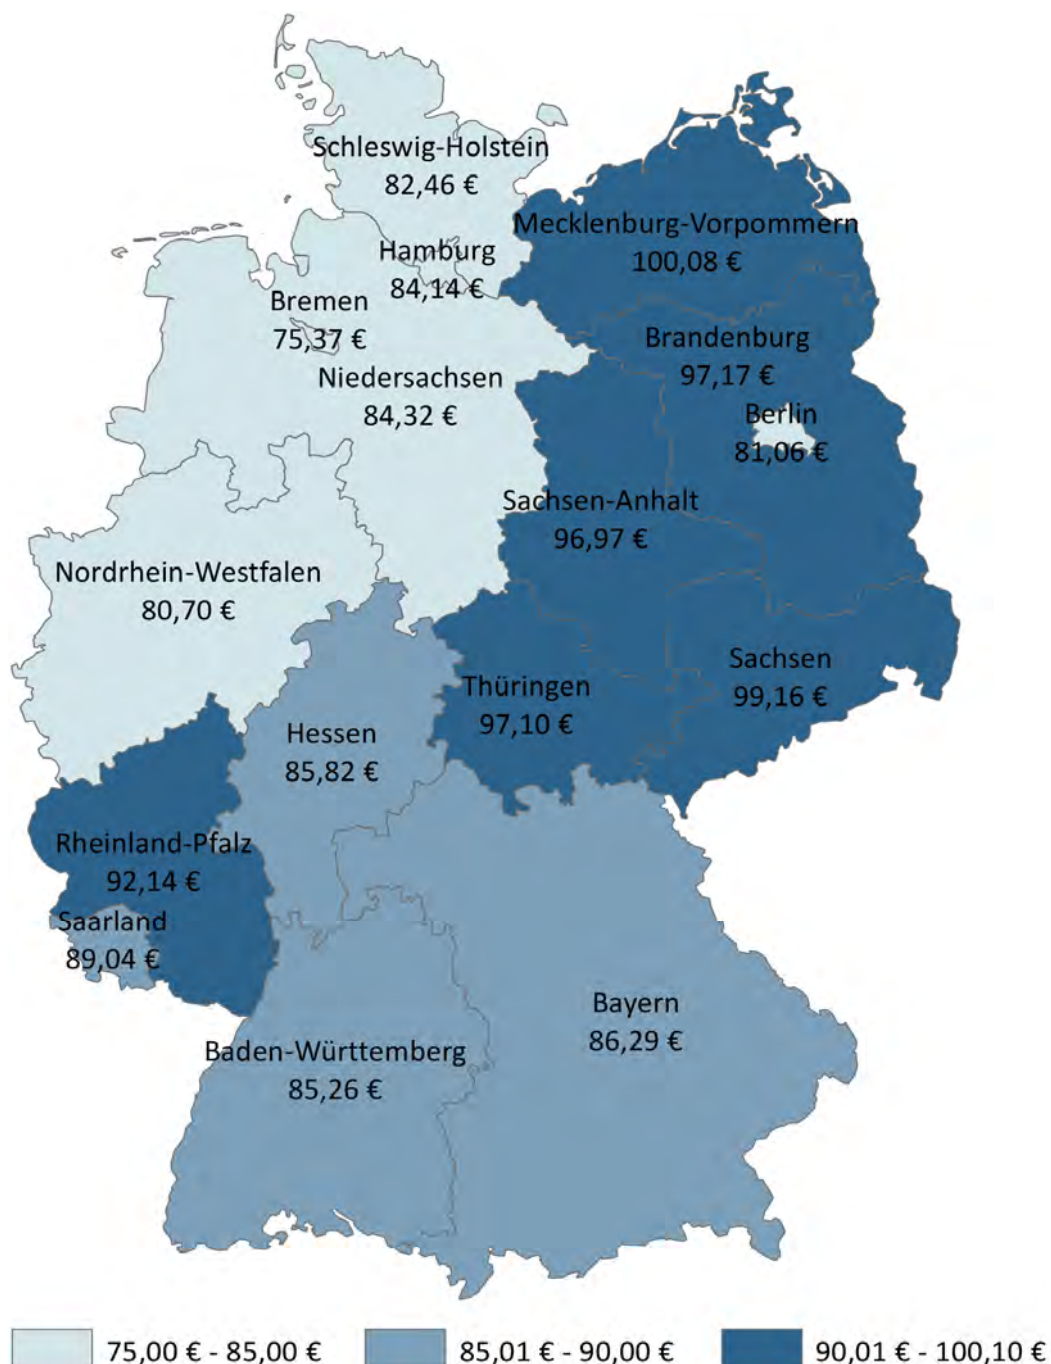 Schleswig-Holstein
82,46 €
Mecklenburg-Vorpommern
100,08 €
Hamburg
84,14 €
Bremen
75,37 €
Brandenburg
97,17 €
Niedersachsen
84,32 €
Berlin
81,06 €
Sachsen-Anhalt
96,97 €
Nordrhein-Westfalen
80,70 €
Sachsen
99,16 €
Thüringen
97,10 €
Hessen
85,82 €
Rheinland-Pfalz
92,14 €
Saarland
89,04 €
Bayern
86,29 €
Baden-Württemberg
85,26 €
75,00 € - 85,00 €
85,01 € - 90,00 €
90,01 € - 100,10 €